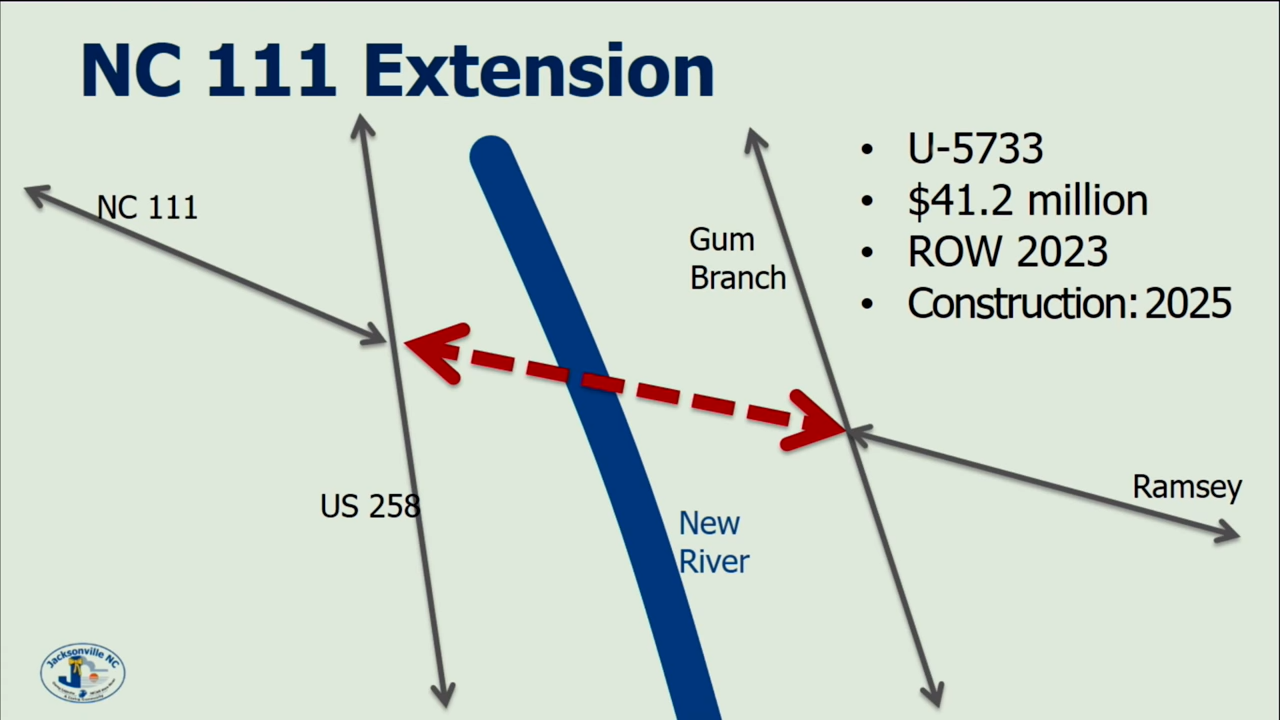 NC 111 Extension
NC 111
Gum
Branch
• U-5733
• $41.2 million
• ROW 2023
• Construction: 2025
US 258
New
River
Ramsey
Jacksonville NC